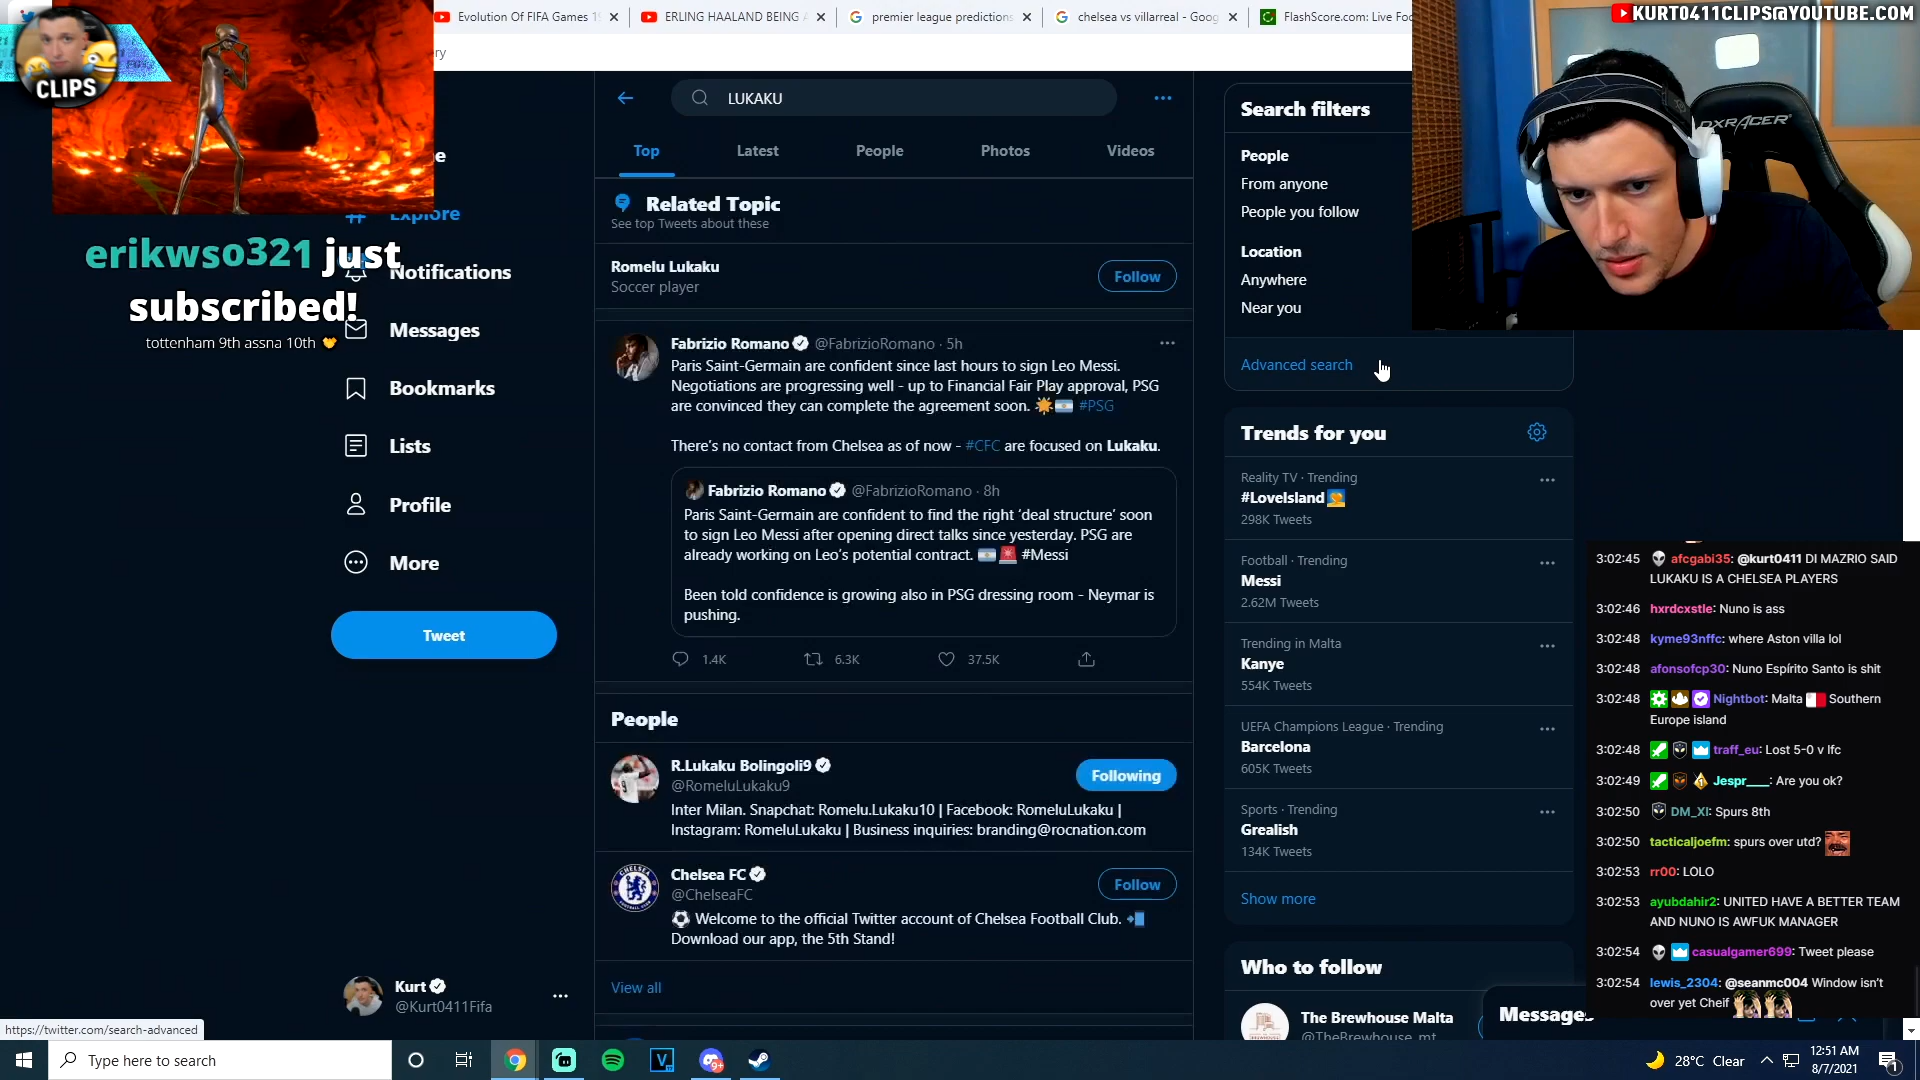 Evolution Of FIFA Games 1
ERLING HAALAND BEING
premier league predictions
chelsea vs villarreal - Goog
FlashScore.com: Live Foo
KURT0411CLIPS@YOUTUBE.COM
CLIPS
LUKAKU
Top
Latest
People
Photos
Videos
Related Topic
See top Tweets about these
Romelu Lukaku
Soccer player
Follow
Fabrizio Romano @FabrizioRomano · 5h
Paris Saint-Germain are confident since last hours to sign Leo Messi.
Negotiations are progressing well - up to Financial Fair Play approval, PSG
are convinced they can complete the agreement soon. #PSG
There's no contact from Chelsea as of now - #CFC are focused on Lukaku.
Fabrizio Romano @FabrizioRomano · 8h
Paris Saint-Germain are confident to find the right ‘deal structure’ soon
to sign Leo Messi after opening direct talks since yesterday. PSG are
already working on Leo's potential contract. 🇦🇷🚨 #Messi
Been told confidence is growing also in PSG dressing room - Neymar is
pushing.
1.4K
6.3K
37.5K
People
R.Lukaku Bolingoli9
@RomeluLukaku9
Following
Inter Milan. Snapchat: Romelu.Lukaku10 | Facebook: RomeluLukaku |
Instagram: RomeluLukaku | Business inquiries: branding@rocnation.com
Chelsea FC
@ChelseaFC
Follow
⚽ Welcome to the official Twitter account of Chelsea Football Club. 📲
Download our app, the 5th Stand!
View all
Explore
erikwso321 just
subscribed!
tottenham 9th assna 10th
Notifications
Messages
Bookmarks
Lists
Profile
More
Tweet
Kurt
@Kurt0411Fifa
https://twitter.com/search-advanced
Search filters
People
From anyone
People you follow
Location
Anywhere
Near you
Advanced search
DXRACER
Trends for you
Reality TV · Trending
#LoveIsland
298K Tweets
Football · Trending
Messi
2.62M Tweets
Trending in Malta
Kanye
554K Tweets
UEFA Champions League · Trending
Barcelona
605K Tweets
Sports · Trending
Grealish
134K Tweets
Show more
Who to follow
The Brewhouse Malta
@TheBrewhouse_mt
Messages
3:02:45 afcgabi35: @kurt0411 DI MAZRIO SAID
LUKAKU IS A CHELSEA PLAYERS
3:02:46 hxrdcxstle: Nuno is ass
3:02:48 kyme93nffc: where Aston villa lol
3:02:48 afonsofcp30: Nuno Espírito Santo is shit
3:02:48 Nightbot: Malta 🇲🇹 Southern
Europe island
3:02:48 traff_eu: Lost 5-0 v lfc
3:02:49 Jespr____: Are you ok?
3:02:50 DM_XI: Spurs 8th
3:02:50 tacticaljoefm: spurs over utd?
3:02:53 rr00: LOLO
3:02:53 ayubdahir2: UNITED HAVE A BETTER TEAM
AND NUNO IS AWFUK MANAGER
3:02:54 casualgamer699: Tweet please
3:02:54 lewis_2304: @seanmc004 Window isn't
over yet Cheif
Type here to search
28°C Clear
12:51 AM
8/7/2021